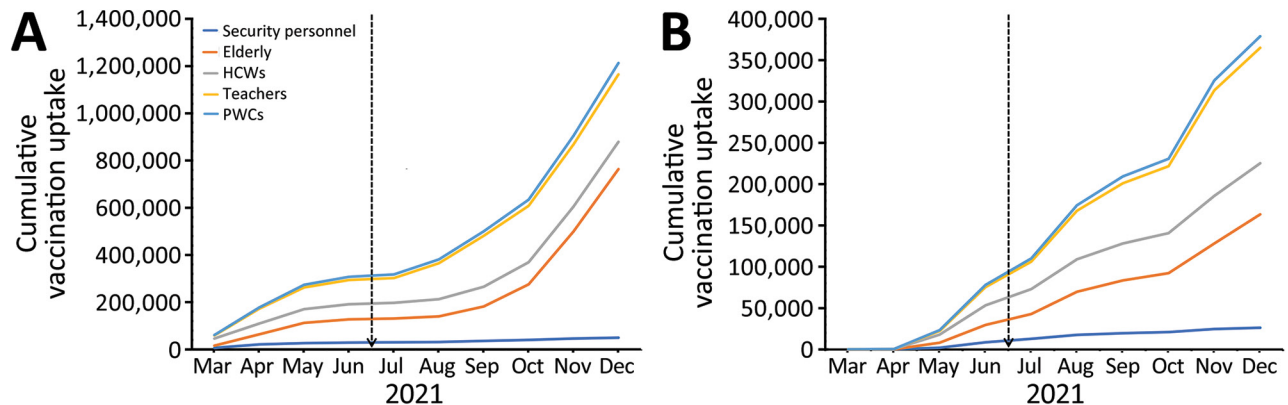 A
Cumulative
vaccination uptake
1,400,000
1,200,000
1,000,000
800,000
600,000
400,000
200,000
0
Security personnel
Elderly
HCWs
Teachers
PWCs
Mar Apr May Jun Jul Aug Sep Oct Nov Dec
2021
B
Cumulative
vaccination uptake
400,000
350,000
300,000
250,000
200,000
150,000
100,000
50,000
0
Mar Apr May Jun Jul Aug Sep Oct Nov Dec
2021